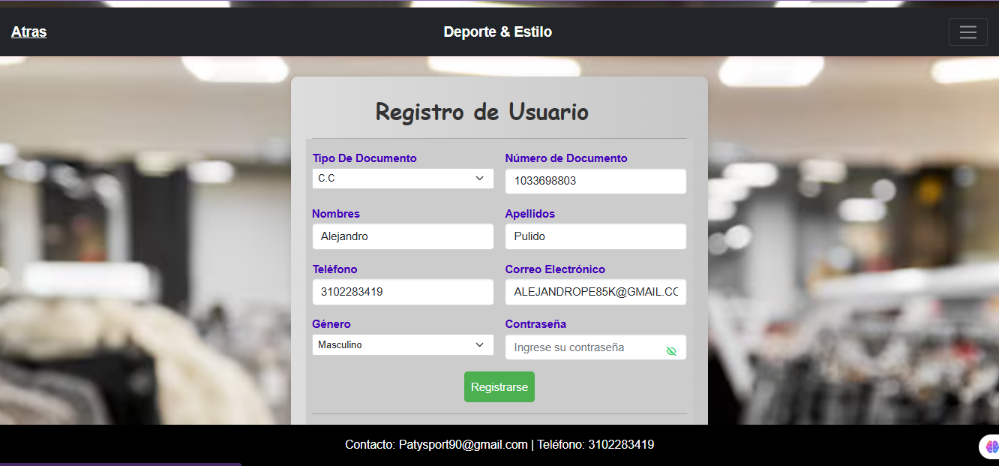 Atras
Deporte & Estilo
Registro de Usuario
Tipo De Documento
Número de Documento
C.C
1033698803
Nombres
Apellidos
Alejandro
Pulido
Teléfono
Correo Electrónico
3102283419
ALEJANDROPE85K@GMAIL.CO
Género
Contraseña
Masculino
Ingrese su contraseña
Registrarse
Contacto: Patysport90@gmail.com | Teléfono: 3102283419